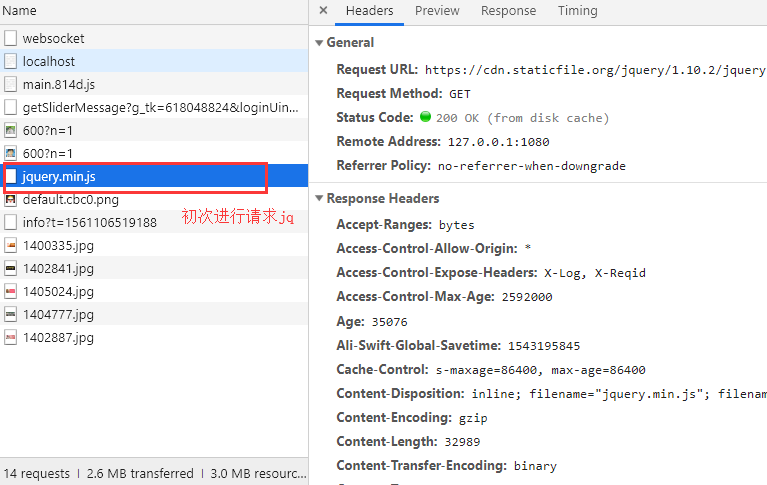 Name
websocket
localhost
main.814d.js
getSliderMessage?g_tk=618048824&loginUin...
600?n=1
600?n=1
jquery.min.js
default.cbc0.png
初次进行请求jq
info?t=1561106519188
1400335.jpg
1402841.jpg
1405024.jpg
1404777.jpg
1402887.jpg
14 requests | 2.6 MB transferred | 3.0 MB resourc...
× Headers Preview Response Timing
▼ General
Request URL: https://cdn.staticfile.org/jquery/1.10.2/jquery
Request Method: GET
Status Code: 200 OK (from disk cache)
Remote Address: 127.0.0.1:1080
Referrer Policy: no-referrer-when-downgrade
▼ Response Headers
Accept-Ranges: bytes
Access-Control-Allow-Origin: *
Access-Control-Expose-Headers: X-Log, X-Reqid
Access-Control-Max-Age: 2592000
Age: 35076
Ali-Swift-Global-Savetime: 1543195845
Cache-Control: s-maxage=86400, max-age=86400
Content-Disposition: inline; filename="jquery.min.js"; filenam
Content-Encoding: gzip
Content-Length: 32989
Content-Transfer-Encoding: binary